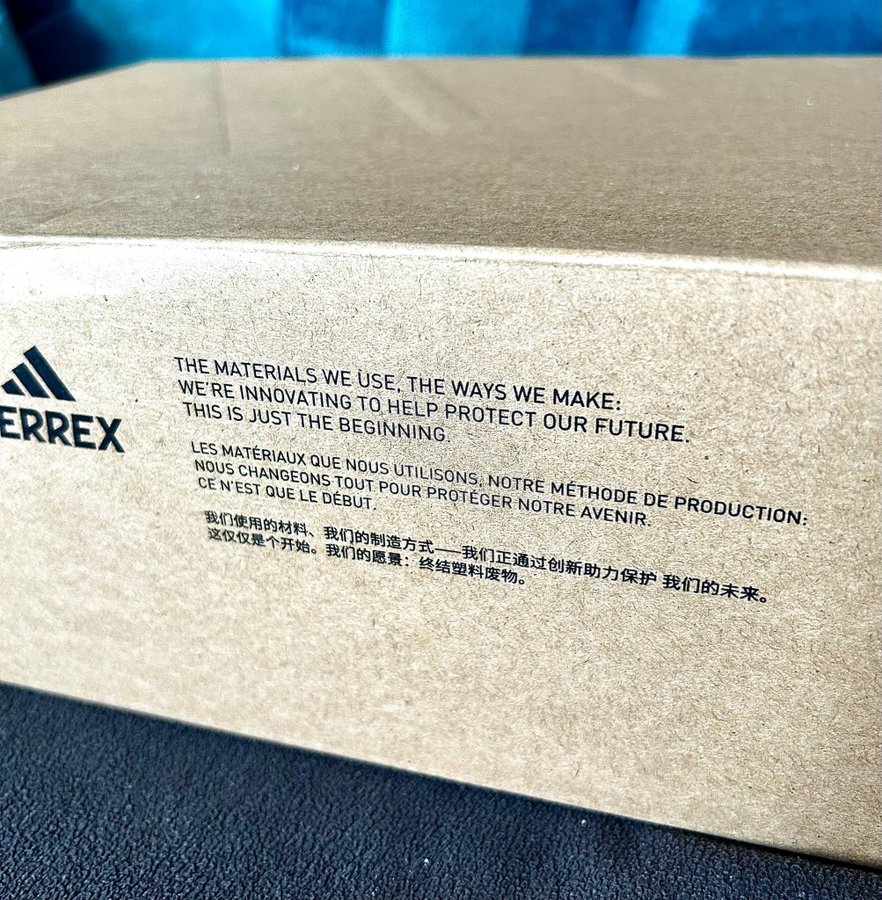 ERREX
THE MATERIALS WE USE, THE WAYS WE MAKE:
WE'RE INNOVATING TO HELP PROTECT OUR FUTURE.
THIS IS JUST THE BEGINNING.
LES MATÉRIAUX QUE NOUS UTILISONS, NOTRE MÉTHODE DE PRODUCTION:
NOUS CHANGEONS TOUT POUR PROTÉGER NOTRE AVENIR.
CE N'EST QUE LE DÉBUT.
我们使用的材料、我们的制造方式——我们正通过创新助力保护 我们的未来。
这仅仅是个开始。我们的愿景：终结塑料废物。